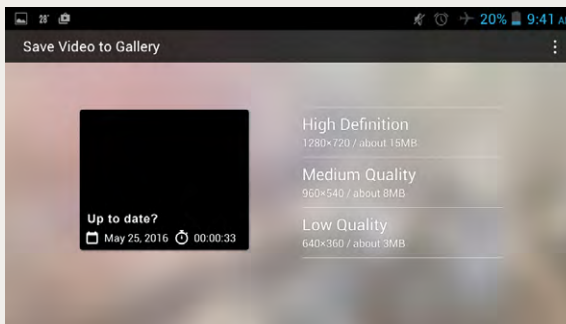 28°
20%
9:41 A
Save Video to Gallery
High Definition
1280×720 / about 15MB
Medium Quality
960×540 / about 8MB
Low Quality
640×360 / about 3MB
Up to date?
May 25, 2016 00:00:33